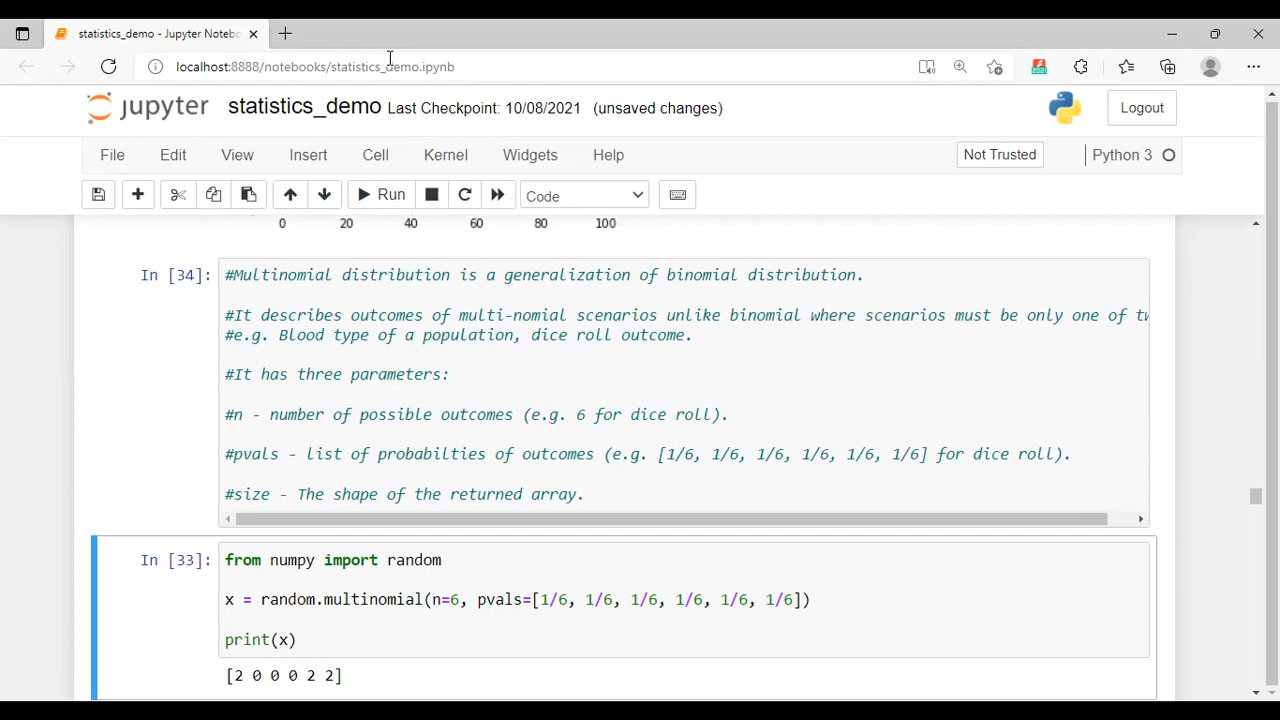 statistics_demo - Jupyter Notebo
localhost:8888/notebooks/statistics_demo.ipynb
jupyter statistics_demo Last Checkpoint: 10/08/2021 (unsaved changes) Logout
File Edit View Insert Cell Kernel Widgets Help Not Trusted Python 3
Run Code
0 20 40 60 80 100
In [34]: #Multinomial distribution is a generalization of binomial distribution.
#It describes outcomes of multi-nomial scenarios unlike binomial where scenarios must be only one of tw
#e.g. Blood type of a population, dice roll outcome.
#It has three parameters:
#n - number of possible outcomes (e.g. 6 for dice roll).
#pvals - list of probabilties of outcomes (e.g. [1/6, 1/6, 1/6, 1/6, 1/6, 1/6] for dice roll).
#size - The shape of the returned array.
In [33]: from numpy import random
x = random.multinomial(n=6, pvals=[1/6, 1/6, 1/6, 1/6, 1/6, 1/6])
print(x)
[2 0 0 0 2 2]